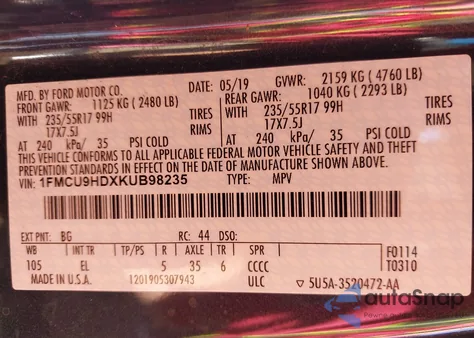 MFD. BY FORD MOTOR CO. DATE: 05/19 GVWR: 2159 KG ( 4760 LB)
FRONT GAWR: 1125 KG ( 2480 LB) REAR GAWR: 1040 KG ( 2293 LB)
WITH 235/55R17 99H TIRES WITH 235/55R17 99H TIRES
17X7.5J RIMS 17X7.5J RIMS
AT 240 kPa/ 35 PSI COLD AT 240 kPa/ 35 PSI COLD
THIS VEHICLE CONFORMS TO ALL APPLICABLE FEDERAL MOTOR VEHICLE SAFETY AND THEFT
PREVENTION STANDARDS IN EFFECT ON THE DATE OF MANUFACTURE SHOWN ABOVE.
VIN: 1FMCU9HDXKUB98235 TYPE: MPV
EXT PNT: BG RC: 44 DSO:
WB INT TR TP/PS R AXLE TR SPR F0114
105 EL 5 35 6 CCCC T0310
MADE IN U.S.A. 1201905307943 ULC ▽ 5U5A-3520472-AA
autoSnap